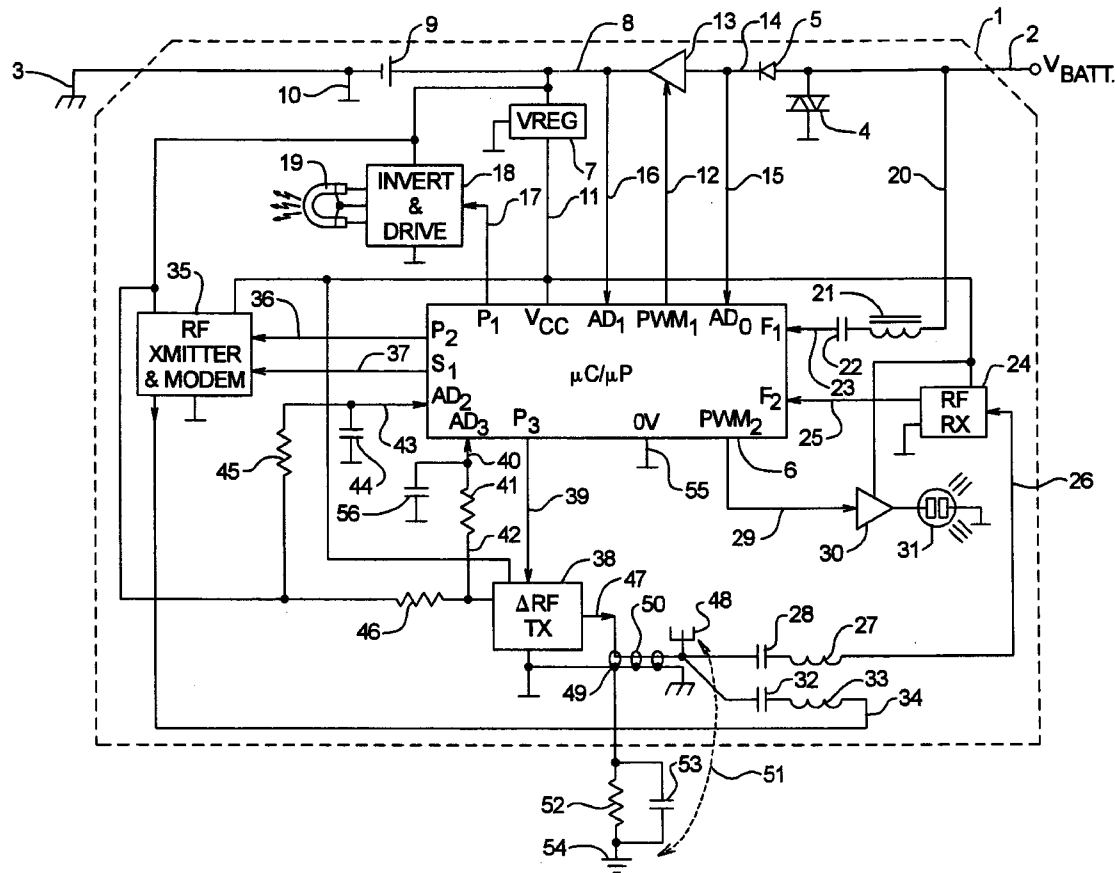 1
2
3
9
8
13
14
5
V_BATT.
10
4
VREG
7
19
18
17
11
16
12
15
20
INVERT
&
DRIVE
35
36
RF
XMITTER
& MODEM
37
P1
VCC
AD1
PWM1
AD0
21
22
23
F1
P2
S1
AD2
AD3
P3
μC/μP
0V
PWM2
F2
24
RF
RX
25
6
43
45
44
40
41
56
42
39
55
29
30
31
26
38
47
50
48
46
ΔRF
TX
28
27
49
32
33
34
51
52
53
54